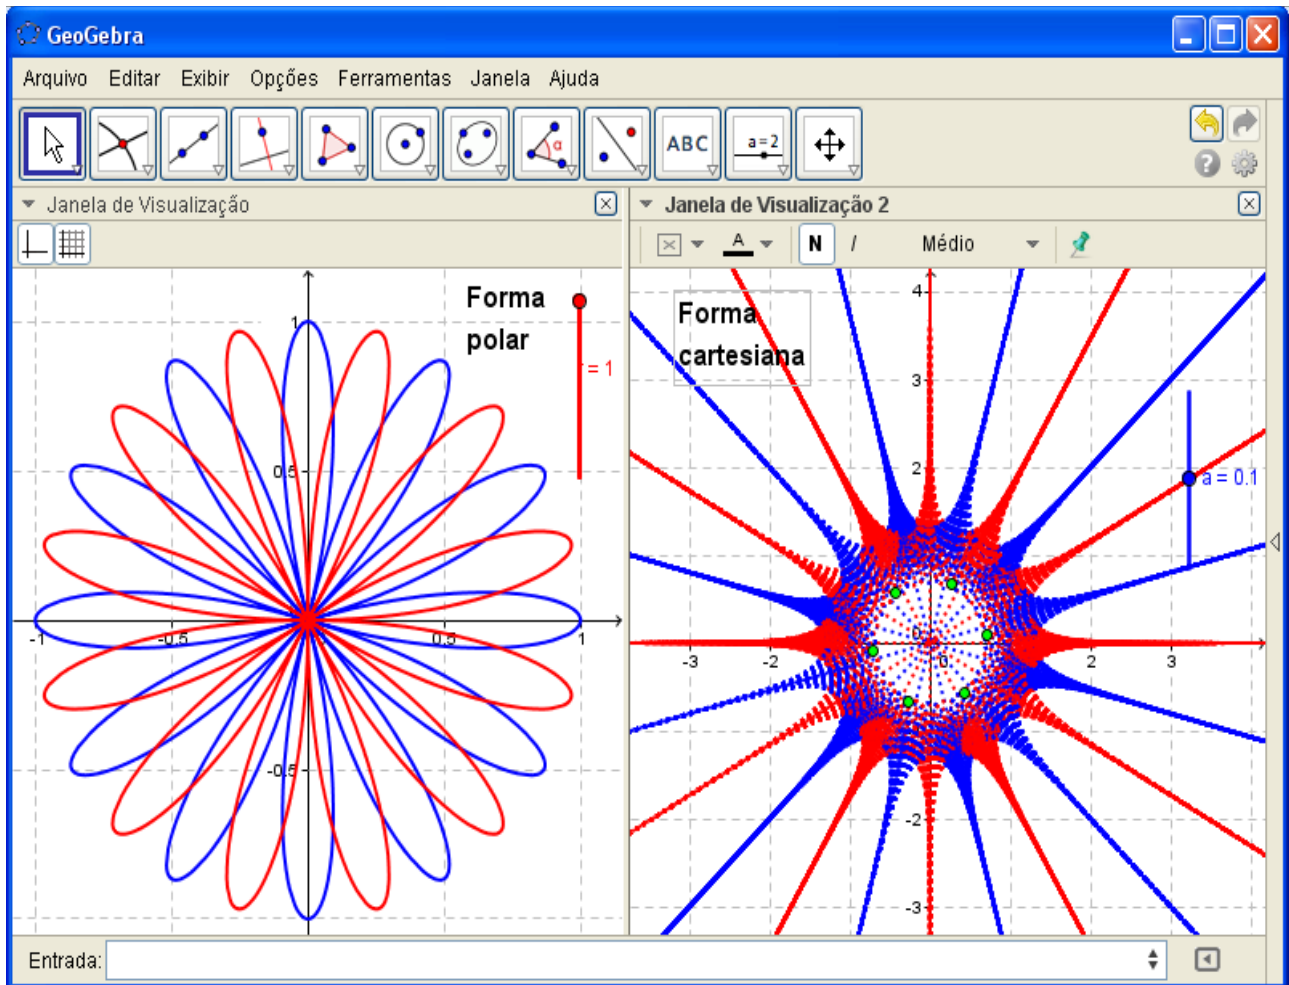 GeoGebra
Arquivo Editar Exibir Opções Ferramentas Janela Ajuda
α ABC a=2
Janela de Visualização
Janela de Visualização 2
A N I Médio
Forma
polar
= 1
1
0.5
-1 -0.5 0.5 1
-0.5
Forma
cartesiana
4
3
2
a = 0.1
0
-3 -2 0 2 3
-2
-3
Entrada: